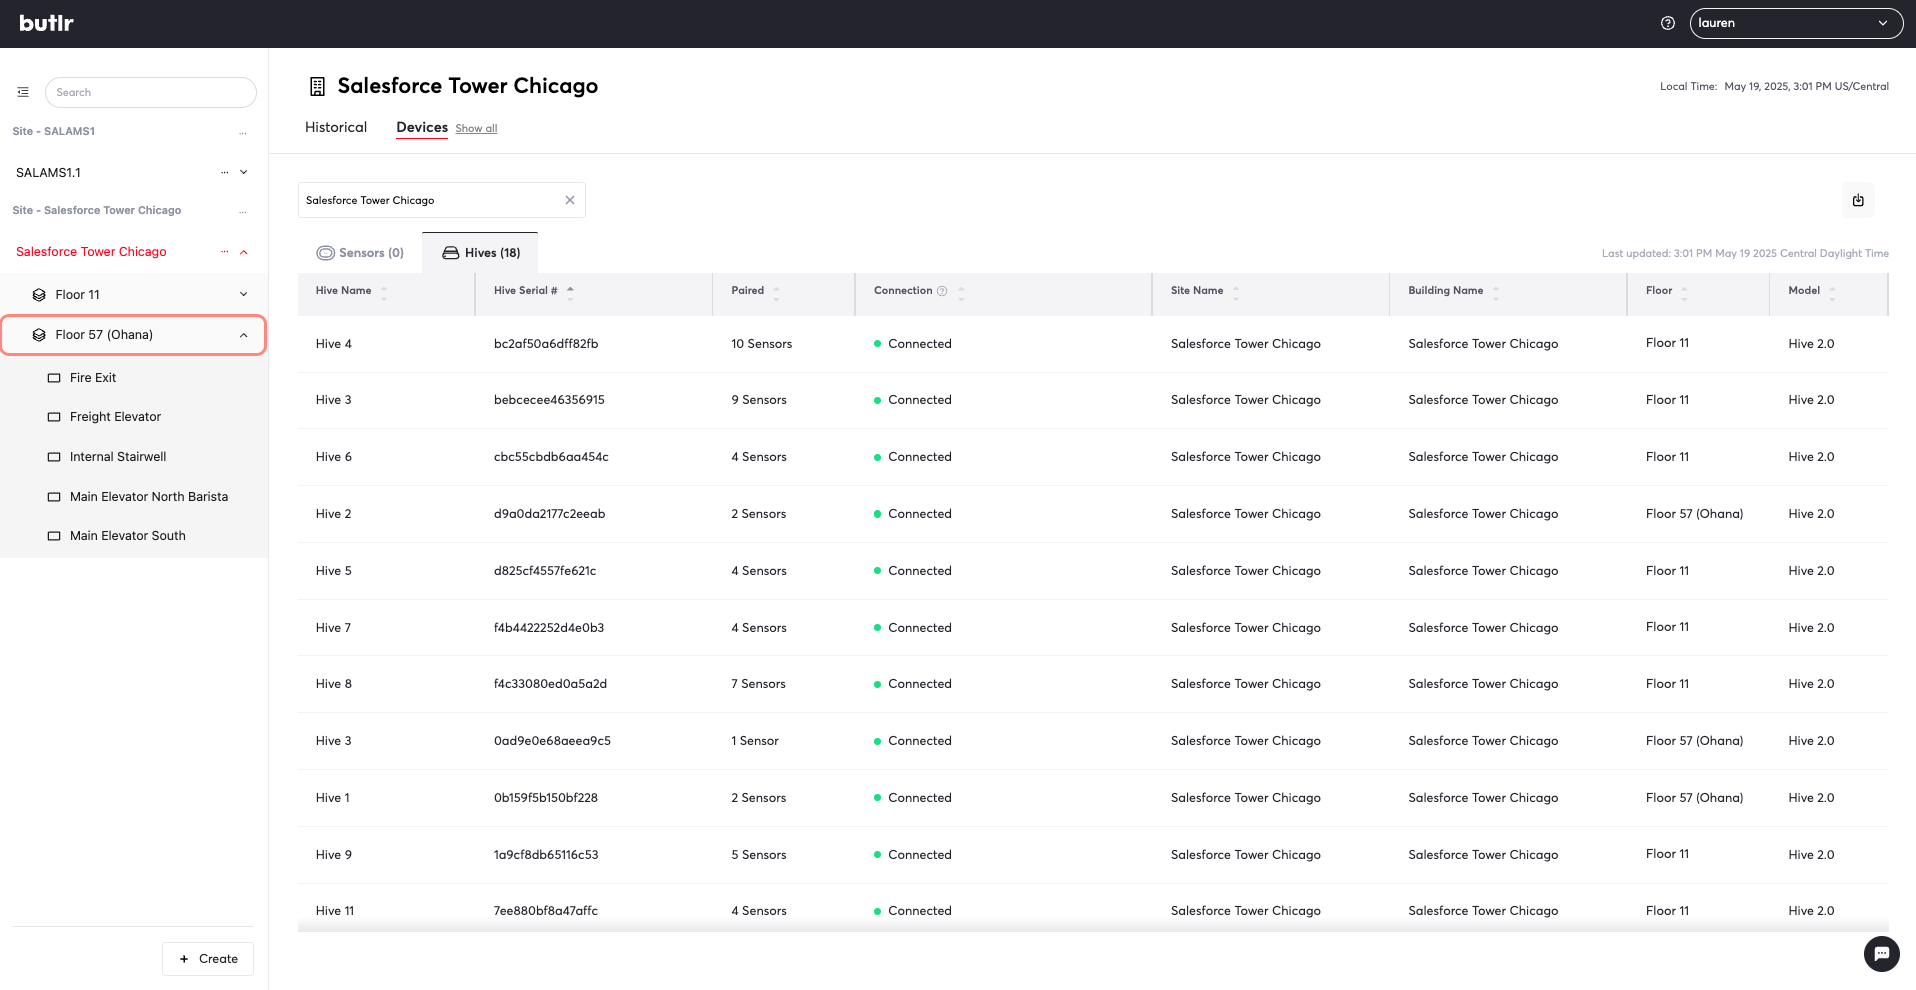 butlr
lauren
Search
Site - SALAMS1
...
SALAMS1.1
...
Site - Salesforce Tower Chicago
...
Salesforce Tower Chicago
...
Floor 11
Floor 57 (Ohana)
Fire Exit
Freight Elevator
Internal Stairwell
Main Elevator North Barista
Main Elevator South
+ Create
Salesforce Tower Chicago
Local Time: May 19, 2025, 3:01 PM US/Central
Historical Devices Show all
Salesforce Tower Chicago
Sensors (0) Hives (18)
Last updated: 3:01 PM May 19 2025 Central Daylight Time
Hive Name Hive Serial # Paired Connection Site Name Building Name Floor Model
Hive 4 bc2af50a6dff82fb 10 Sensors Connected Salesforce Tower Chicago Salesforce Tower Chicago Floor 11 Hive 2.0
Hive 3 bebcecee46356915 9 Sensors Connected Salesforce Tower Chicago Salesforce Tower Chicago Floor 11 Hive 2.0
Hive 6 cbc55cbdb6aa454c 4 Sensors Connected Salesforce Tower Chicago Salesforce Tower Chicago Floor 11 Hive 2.0
Hive 2 d9a0da2177c2eeab 2 Sensors Connected Salesforce Tower Chicago Salesforce Tower Chicago Floor 57 (Ohana) Hive 2.0
Hive 5 d825cf4557fe621c 4 Sensors Connected Salesforce Tower Chicago Salesforce Tower Chicago Floor 11 Hive 2.0
Hive 7 f4b4422252d4e0b3 4 Sensors Connected Salesforce Tower Chicago Salesforce Tower Chicago Floor 11 Hive 2.0
Hive 8 f4c33080ed0a5a2d 7 Sensors Connected Salesforce Tower Chicago Salesforce Tower Chicago Floor 11 Hive 2.0
Hive 3 0ad9e0e68aeea9c5 1 Sensor Connected Salesforce Tower Chicago Salesforce Tower Chicago Floor 57 (Ohana) Hive 2.0
Hive 1 0b159f5b150bf228 2 Sensors Connected Salesforce Tower Chicago Salesforce Tower Chicago Floor 57 (Ohana) Hive 2.0
Hive 9 1a9cf8db65116c53 5 Sensors Connected Salesforce Tower Chicago Salesforce Tower Chicago Floor 11 Hive 2.0
Hive 11 7ee880bf8a47affc 4 Sensors Connected Salesforce Tower Chicago Salesforce Tower Chicago Floor 11 Hive 2.0